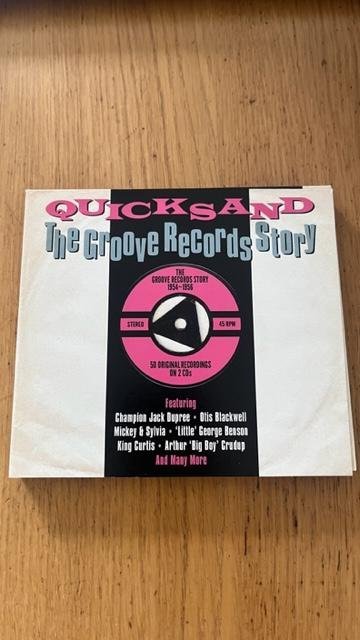 QUICKSAND
The Groove Records Story
THE
GROOVE RECORDS STORY
1954~1956
STEREO
45 RPM
50 ORIGINAL RECORDINGS
ON 2 CDs
Featuring
Champion Jack Dupree • Otis Blackwell
Mickey & Sylvia • 'Little' George Benson
King Curtis • Arthur 'Big Boy' Crudup
And Many More